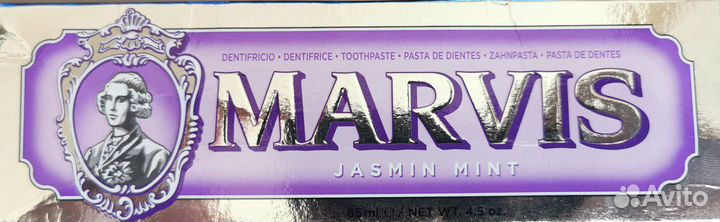 DENTIFRICIO • DENTIFRICE • TOOTHPASTE • PASTA DE DIENTES • ZAHNPASTA • PASTA DE DENTES
MARVIS
JASMIN MINT
85ml ℮ / NET WT. 4,5 oz
Avito